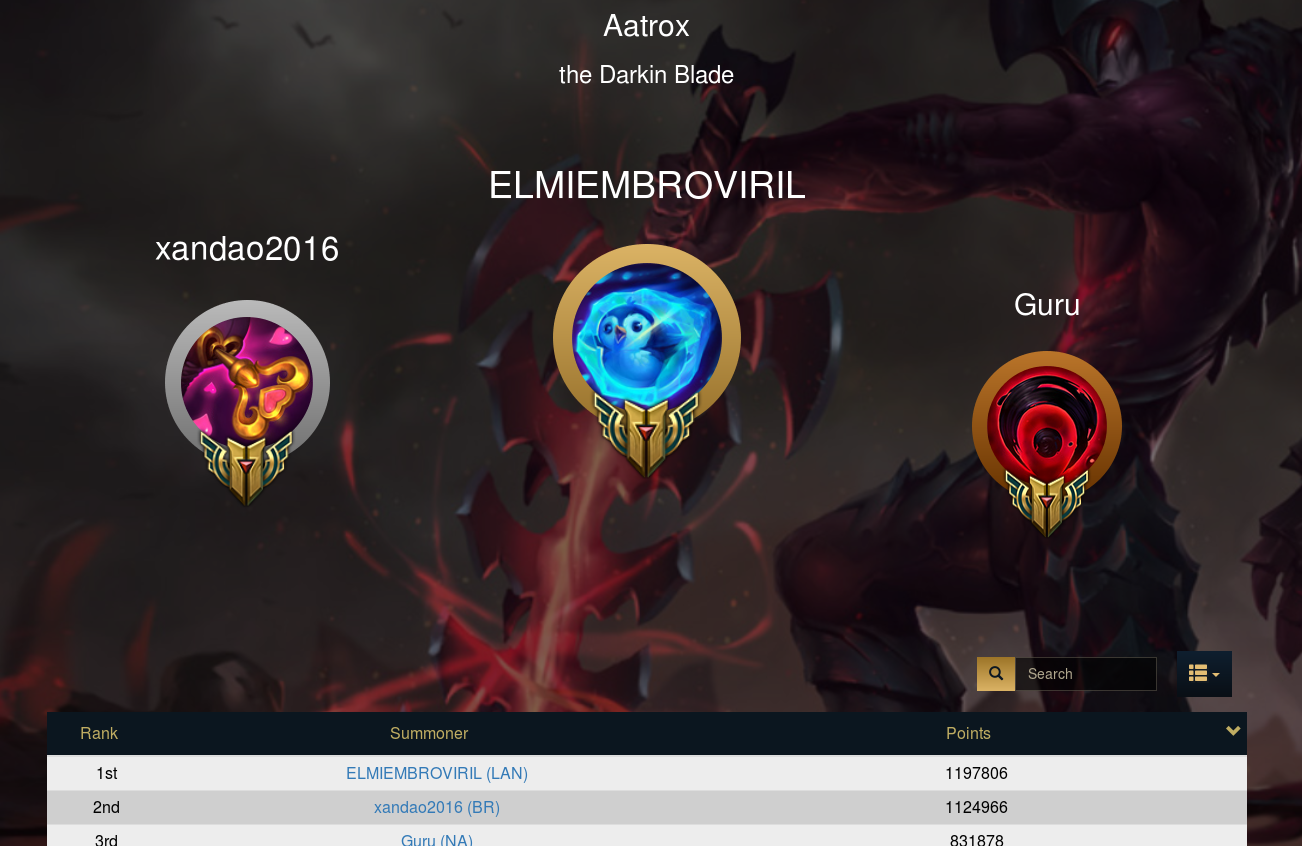 Aatrox
the Darkin Blade
ELMIEMBROVIRIL
xandao2016
Guru
Search
Rank Summoner Points
1st ELMIEMBROVIRIL (LAN) 1197806
2nd xandao2016 (BR) 1124966
3rd Guru (NA) 831878